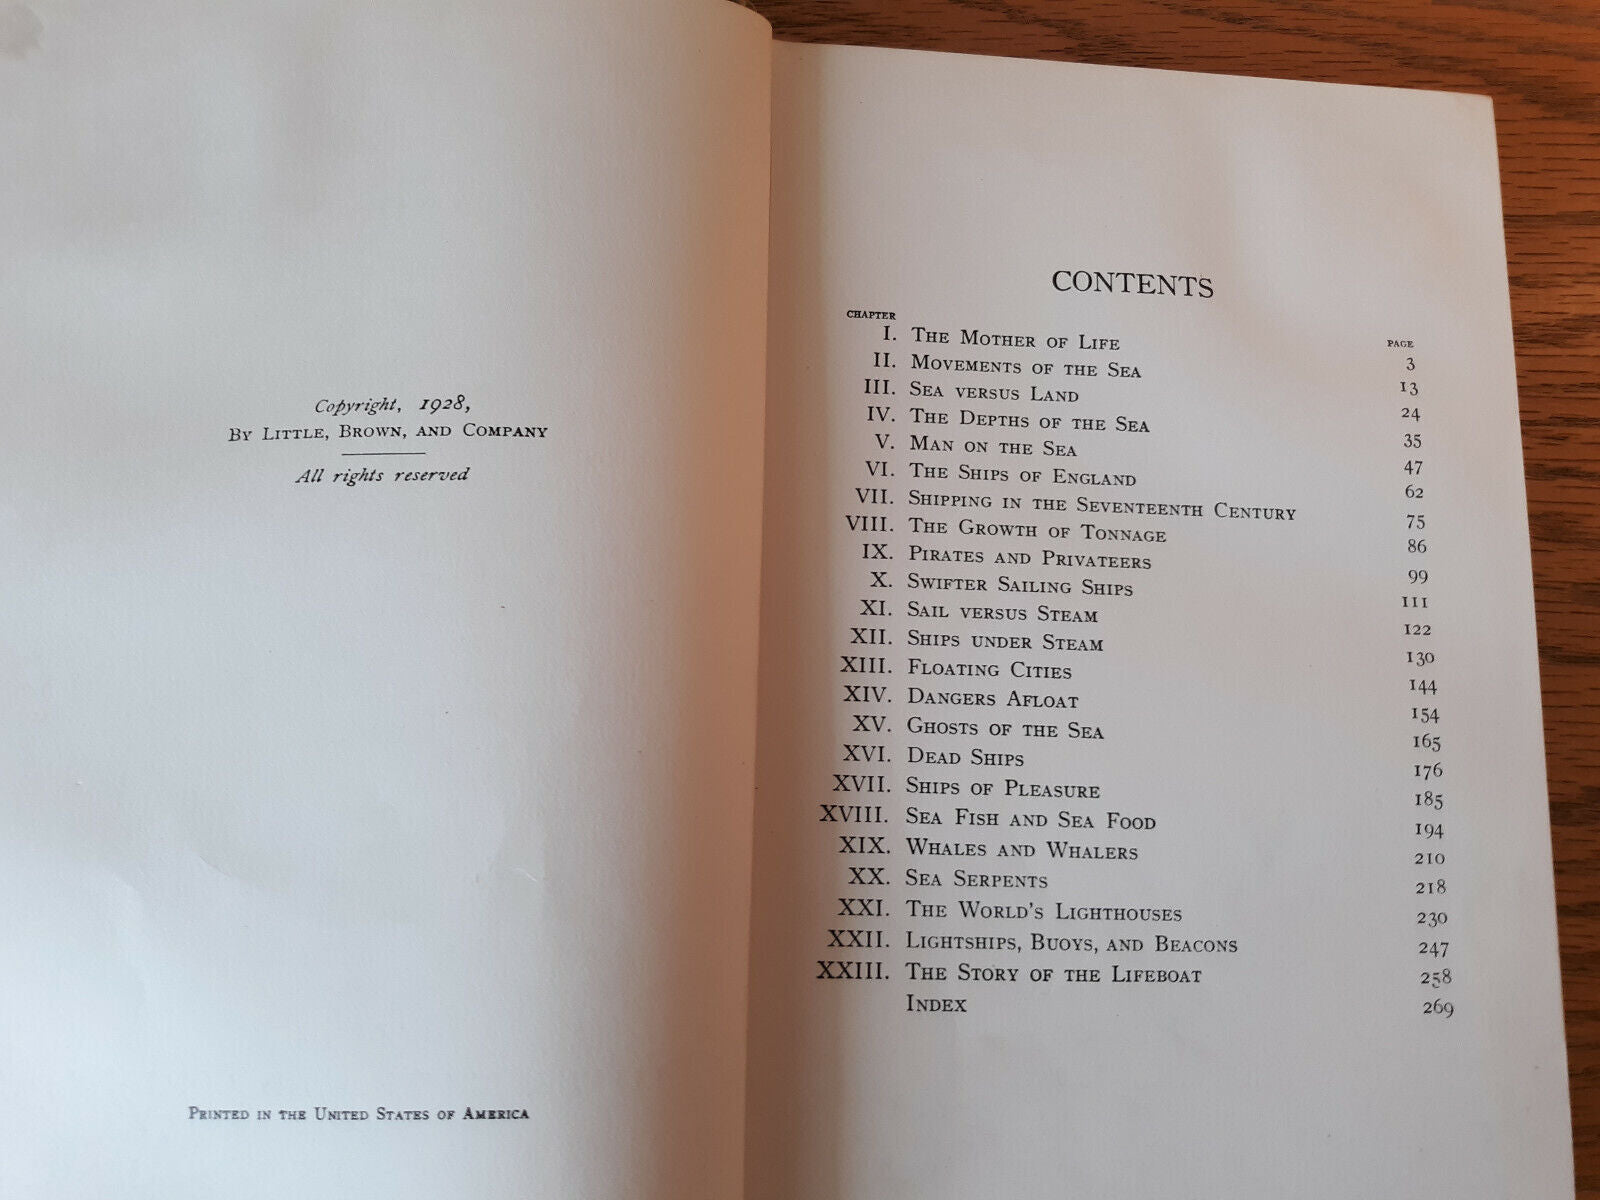 Copyright, 1928,
By Little, Brown, and Company
All rights reserved
Printed in the United States of America
CONTENTS
CHAPTER PAGE
I. The Mother of Life 3
II. Movements of the Sea 13
III. Sea versus Land 24
IV. The Depths of the Sea 35
V. Man on the Sea 47
VI. The Ships of England 62
VII. Shipping in the Seventeenth Century 75
VIII. The Growth of Tonnage 86
IX. Pirates and Privateers 99
X. Swifter Sailing Ships 111
XI. Sail versus Steam 122
XII. Ships under Steam 130
XIII. Floating Cities 144
XIV. Dangers Afloat 154
XV. Ghosts of the Sea 165
XVI. Dead Ships 176
XVII. Ships of Pleasure 185
XVIII. Sea Fish and Sea Food 194
XIX. Whales and Whalers 210
XX. Sea Serpents 218
XXI. The World's Lighthouses 230
XXII. Lightships, Buoys, and Beacons 247
XXIII. The Story of the Lifeboat 258
Index 269